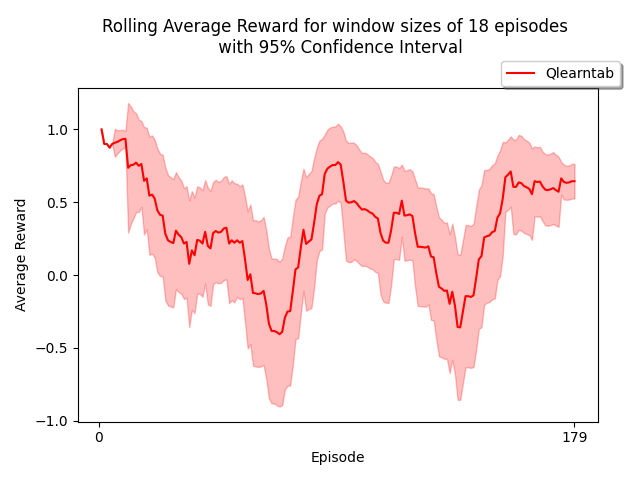 Rolling Average Reward for window sizes of 18 episodes
with 95% Confidence Interval
Qlearntab
1.0
0.5
0.0
−0.5
−1.0
Average Reward
0
179
Episode